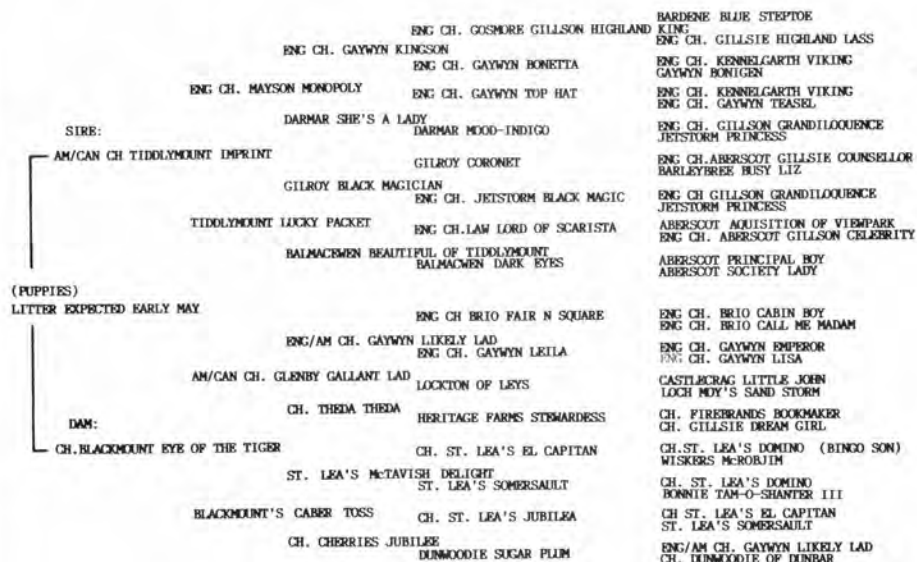 BARDENE BLUE STEPTOE
ENG CH. GOSMORE GILLSON HIGHLAND KING
ENG CH. GILLSIE HIGHLAND LASS
ENG CH. GAYWYN KINGSON
ENG CH. GAYWYN BONETTA
ENG CH. KENNELGARTH VIKING
GAYWYN BONIGEN
ENG CH. MAYSON MONOPOLY
ENG CH. GAYWYN TOP HAT
ENG CH. KENNELGARTH VIKING
ENG CH. GAYWYN TEASEL
DARMAR SHE'S A LADY
SIRE:
DARMAR MOOD-INDIGO
ENG CH. GILLSON GRANDILOQUENCE
JETSTORM PRINCESS
AM/CAN CH TIDDLYMOUNT IMPRINT
GILROY CORONET
ENG CH.ABERSCOT GILLSIE COUNSELLOR
BARLEYBREE BUSY LIZ
GILROY BLACK MAGICIAN
ENG CH. JETSTORM BLACK MAGIC
ENG CH GILLSON GRANDILOQUENCE
JETSTORM PRINCESS
TIDDLYMOUNT LUCKY PACKET
ENG CH.LAW LORD OF SCARISTA
ABERSCOT AQUISITION OF VIEWPARK
ENG CH. ABERSCOT GILLSON CELEBRITY
BALMACEWEN BEAUTIFUL OF TIDDLYMOUNT
BALMACWEN DARK EYES
ABERSCOT PRINCIPAL BOY
ABERSCOT SOCIETY LADY
(PUPPIES)
LITTER EXPECTED EARLY MAY
ENG CH BRIO FAIR N SQUARE
ENG CH. BRIO CABIN BOY
ENG CH. BRIO CALL ME MADAM
ENG/AM CH. GAYWYN LIKELY LAD
ENG CH. GAYWYN LEILA
ENG CH. GAYWYN EMPEROR
ENG CH. GAYWYN LISA
AM/CAN CH. GLENBY GALLANT LAD
LOCKTON OF LEYS
CASTLECRAG LITTLE JOHN
LOCH MOY'S SAND STORM
CH. THEDA THEDA
DAM:
HERITAGE FARMS STEWARDESS
CH. FIREBRANDS BOOKMAKER
CH. GILLSIE DREAM GIRL
CH.BLACKMOUNT EYE OF THE TIGER
CH. ST. LEA'S EL CAPITAN
CH.ST. LEA'S DOMINO (BINGO SON)
WISKERS McROBJIM
ST. LEA'S McTAVISH DELIGHT
ST. LEA'S SOMERSAULT
CH. ST. LEA'S DOMINO
BONNIE TAM-O-SHANTER III
BLACKMOUNT'S CABER TOSS
CH. ST. LEA'S JUBILEA
CH ST. LEA'S EL CAPITAN
ST. LEA'S SOMERSAULT
CH. CHERRIES JUBILEE
DUNWOODIE SUGAR PLUM
ENG/AM CH. GAYWYN LIKELY LAD
CH. DUNWOODIE OF DUNBAR